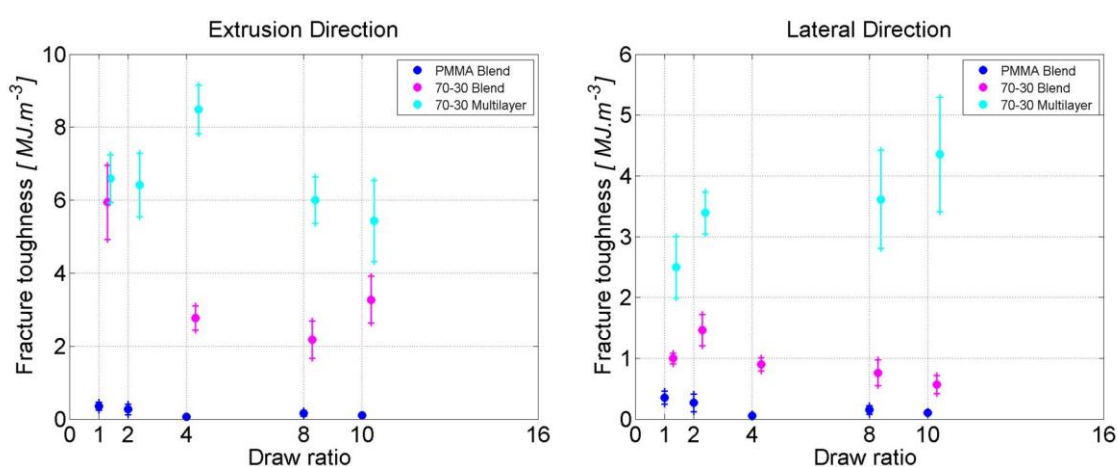 Extrusion Direction
Fracture toughness [ MJ.m-3]
10
8
6
4
2
0
PMMA Blend
70-30 Blend
70-30 Multilayer
0 1 2 4 8 10 16
Draw ratio
Lateral Direction
Fracture toughness [ MJ.m-3]
6
5
4
3
2
1
0
PMMA Blend
70-30 Blend
70-30 Multilayer
0 1 2 4 8 10 16
Draw ratio